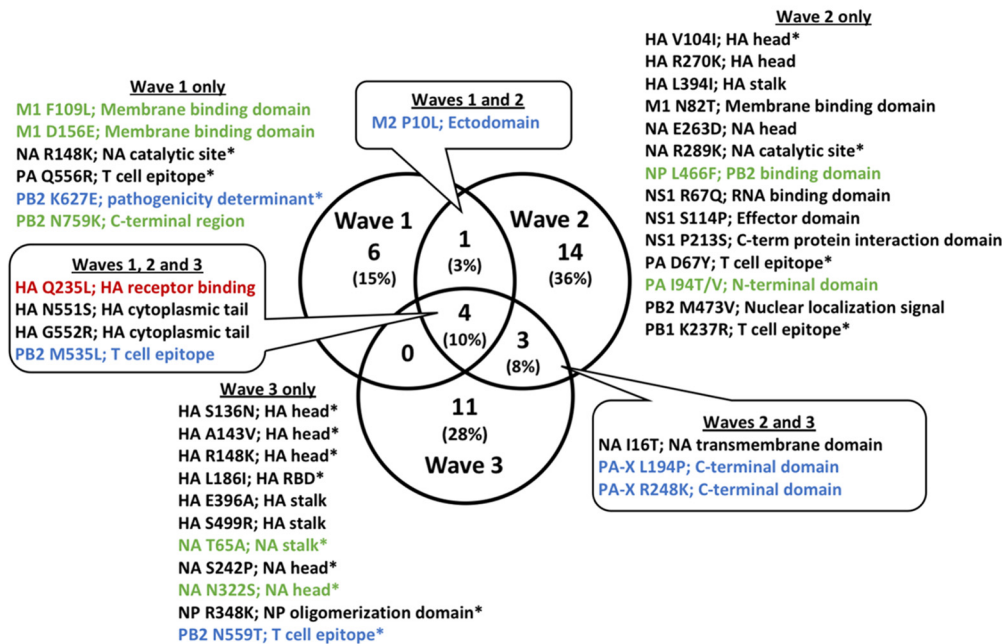 Wave 1 only
M1 F109L; Membrane binding domain
M1 D156E; Membrane binding domain
NA R148K; NA catalytic site*
PA Q556R; T cell epitope*
PB2 K627E; pathogenicity determinant*
PB2 N759K; C-terminal region
Waves 1 and 2
M2 P10L; Ectodomain
Wave 2 only
HA V104I; HA head*
HA R270K; HA head
HA L394I; HA stalk
M1 N82T; Membrane binding domain
NA E263D; NA head
NA R289K; NA catalytic site*
NP L466F; PB2 binding domain
NS1 R67Q; RNA binding domain
NS1 S114P; Effector domain
NS1 P213S; C-term protein interaction domain
PA D67Y; T cell epitope*
PA I94T/V; N-terminal domain
PB2 M473V; Nuclear localization signal
PB1 K237R; T cell epitope*
Waves 1, 2 and 3
HA Q235L; HA receptor binding
HA N551S; HA cytoplasmic tail
HA G552R; HA cytoplasmic tail
PB2 M535L; T cell epitope
Wave 1
6
(15%)
1
(3%)
Wave 2
14
(36%)
4
(10%)
0
3
(8%)
11
(28%)
Wave 3
Wave 3 only
HA S136N; HA head*
HA A143V; HA head*
HA R148K; HA head*
HA L186I; HA RBD*
HA E396A; HA stalk
HA S499R; HA stalk
NA T65A; NA stalk*
NA S242P; NA head*
NA N322S; NA head*
NP R348K; NP oligomerization domain*
PB2 N559T; T cell epitope*
Waves 2 and 3
NA I16T; NA transmembrane domain
PA-X L194P; C-terminal domain
PA-X R248K; C-terminal domain